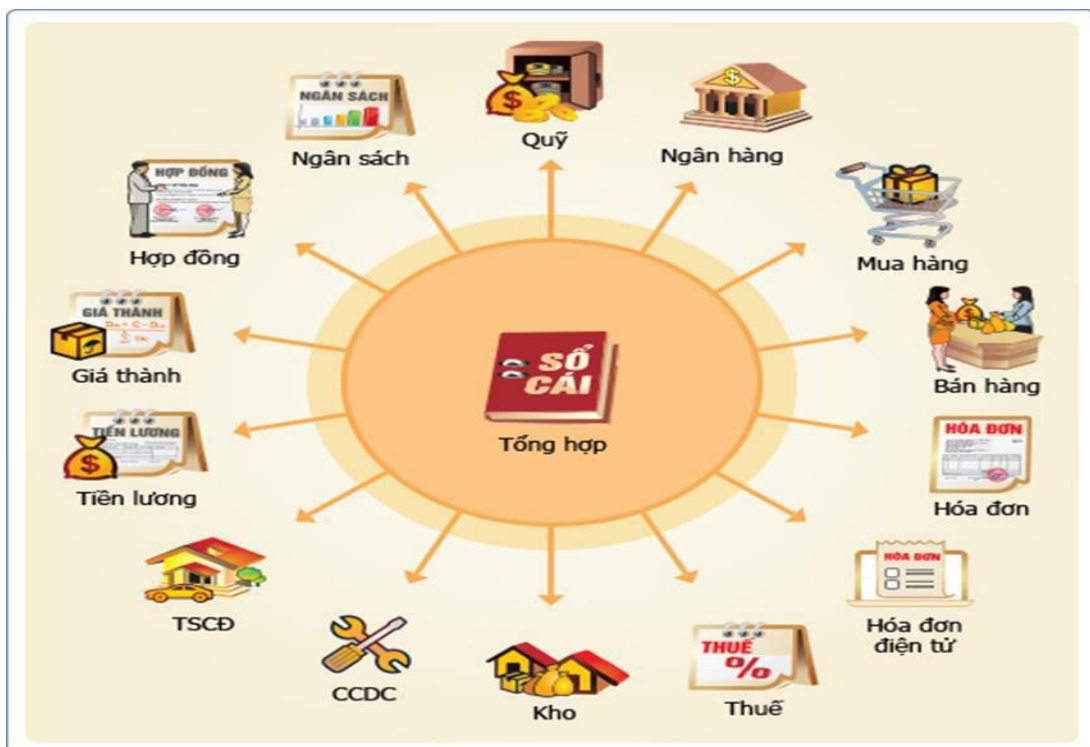 NGÂN SÁCH
Ngân sách
$
Quỹ
$
Ngân hàng
HỢP ĐỒNG
Hợp đồng
Mua hàng
GIÁ THÀNH
Giá thành
SỔ
CÁI
Tổng hợp
Bán hàng
TIỀN LƯƠNG
$
Tiền lương
HÓA ĐƠN
Hóa đơn
TSCĐ
HÓA ĐƠN
Hóa đơn
điện tử
CCDC
Kho
THUẾ
%
Thuế